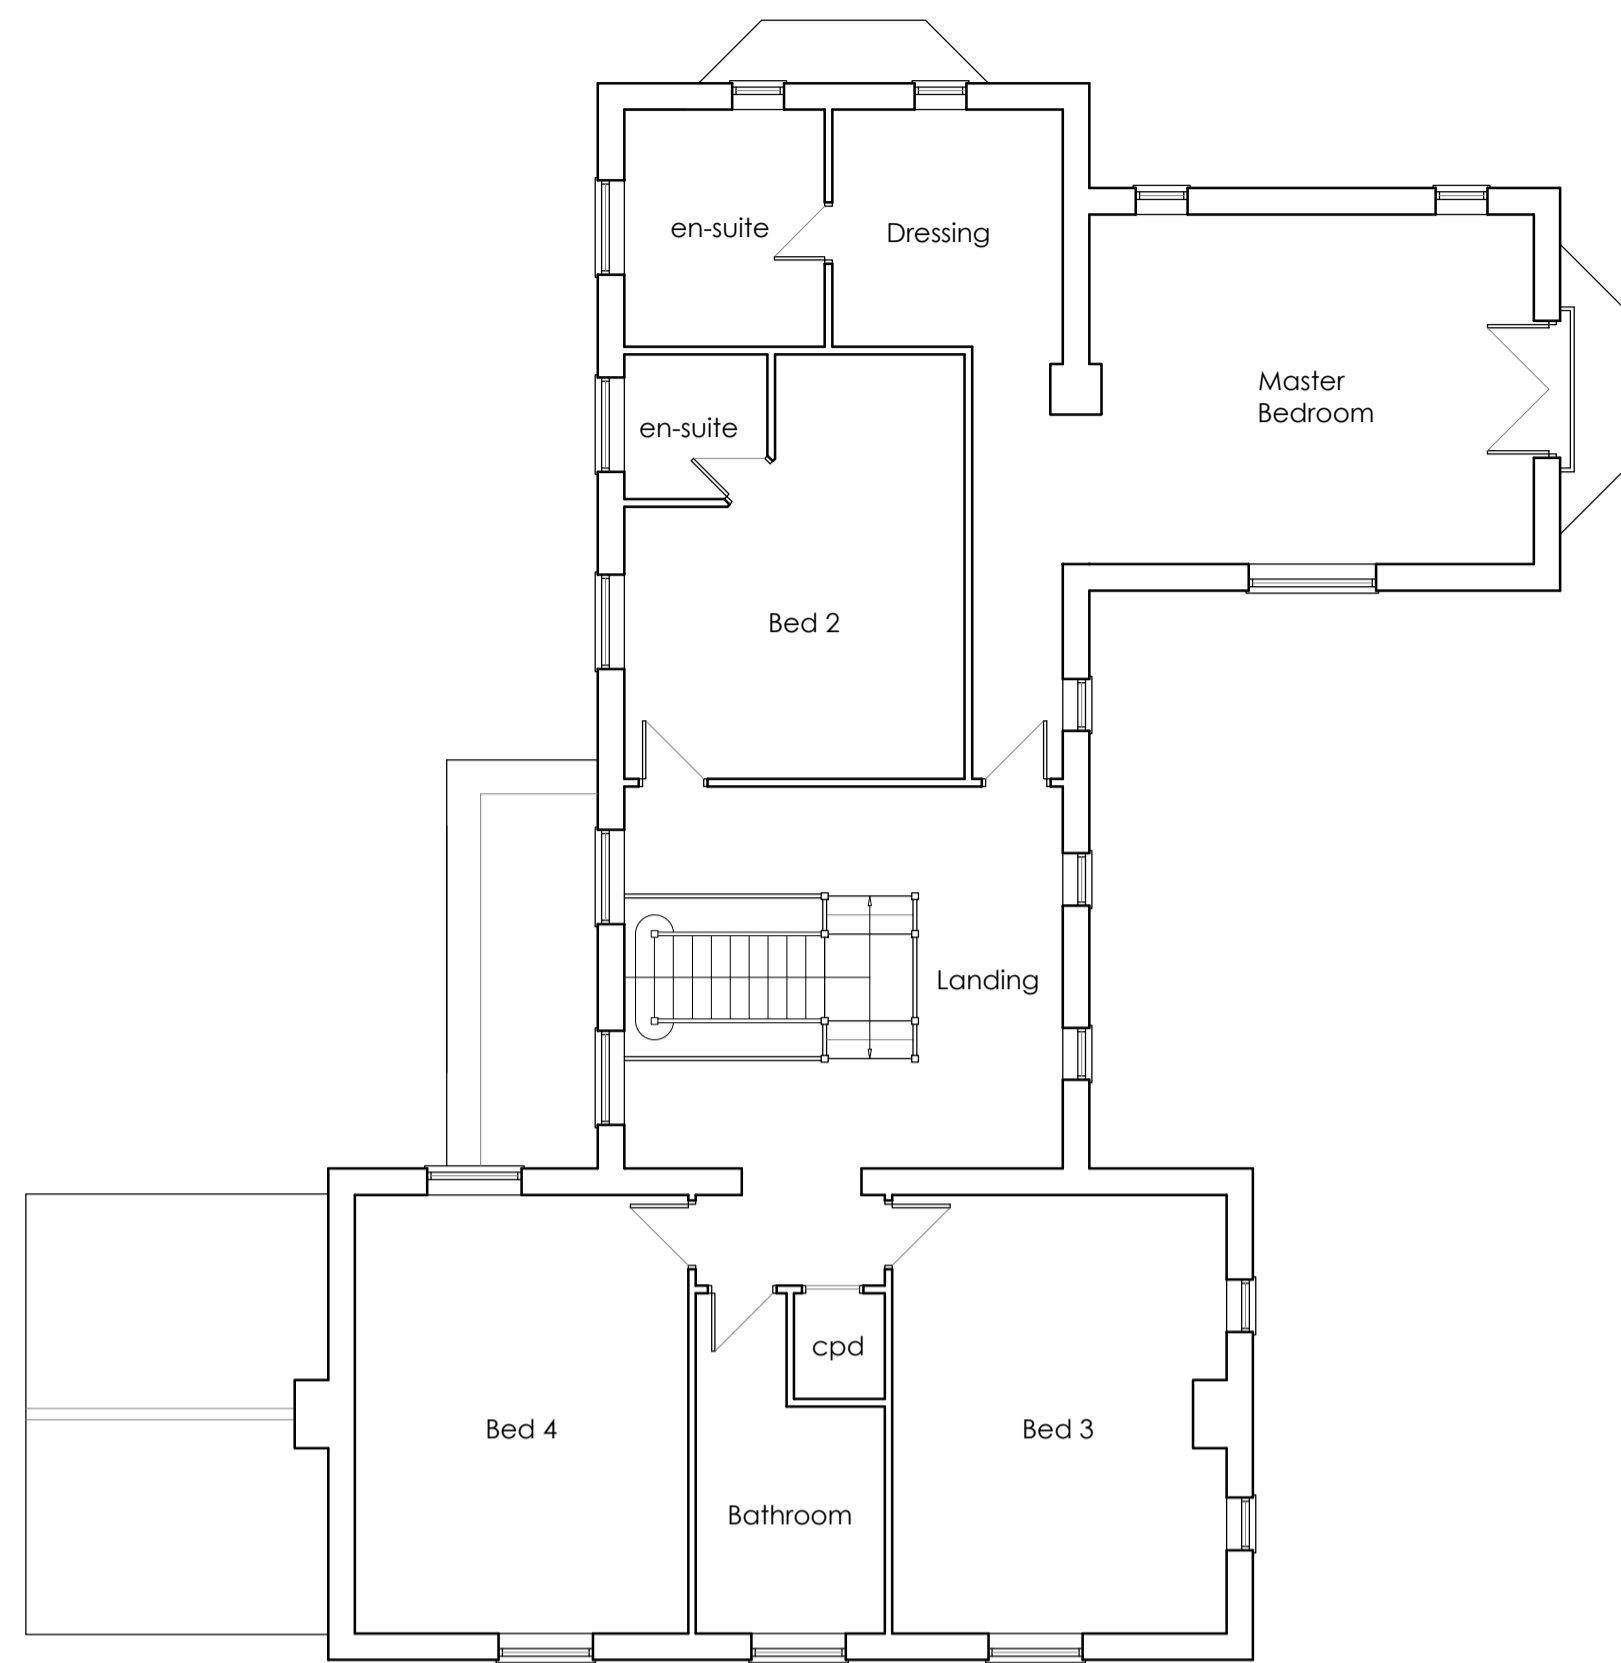 en-suite
Dressing
Master
Bedroom
en-suite
Bed 2
Landing
cpd
Bed 4
Bed 3
Bathroom